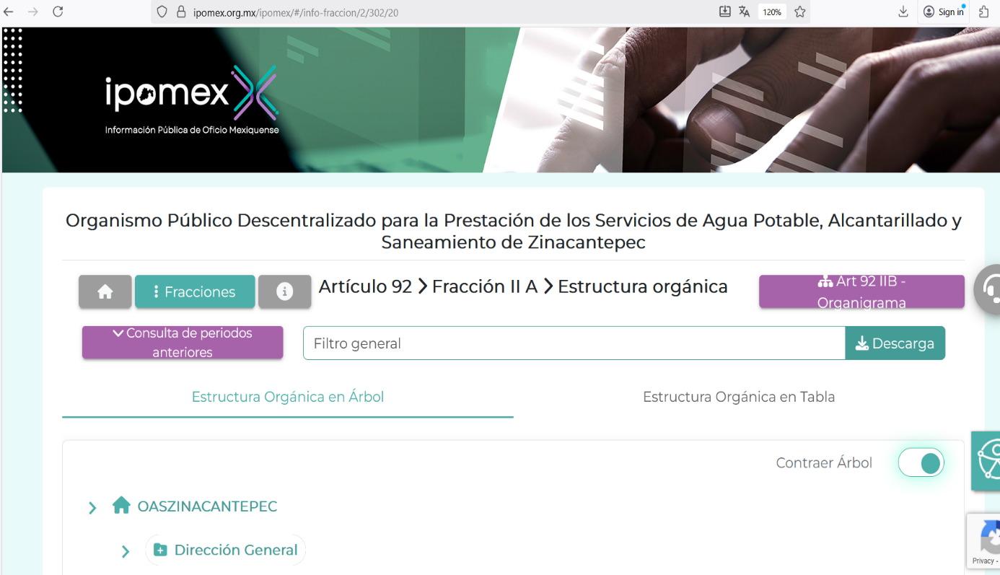 ipomex.org.mx/ipomex/#/info-fraccion/2/302/20
120%
Sign in
ipomex
Información Pública de Oficio Mexiquense
Organismo Público Descentralizado para la Prestación de los Servicios de Agua Potable, Alcantarillado y
Saneamiento de Zinacantepec
Fracciones
Artículo 92 > Fracción II A > Estructura orgánica
Art 92 IIB -
Organigrama
Consulta de periodos
anteriores
Filtro general
Descarga
Estructura Orgánica en Árbol
Estructura Orgánica en Tabla
Contraer Árbol
OASZINACANTEPEC
Dirección General
Privacy -